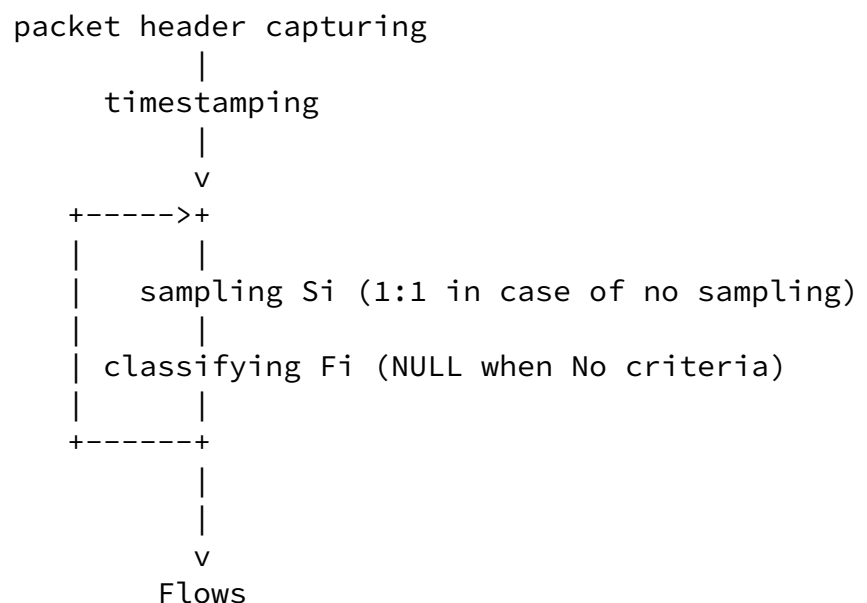 packet header capturing
timestamping
v
+----->+
sampling Si (1:1 in case of no sampling)
classifying Fi (NULL when No criteria)
+------+
v
Flows